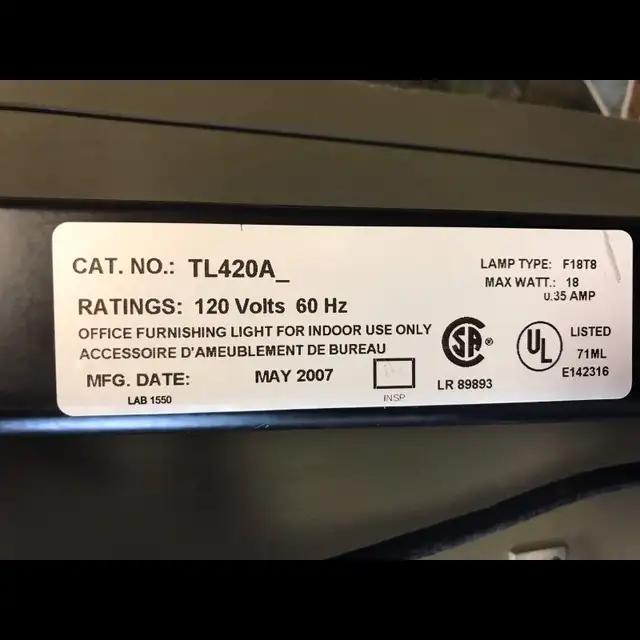 CAT. NO.: TL420A_
LAMP TYPE: F18T8
MAX WATT.: 18
0.35 AMP
RATINGS: 120 Volts 60 Hz
OFFICE FURNISHING LIGHT FOR INDOOR USE ONLY
ACCESSOIRE D'AMEUBLEMENT DE BUREAU
MFG. DATE: MAY 2007
LAB 1550
INSP
SA ®
LR 89893
UL
LISTED
71ML
E142316